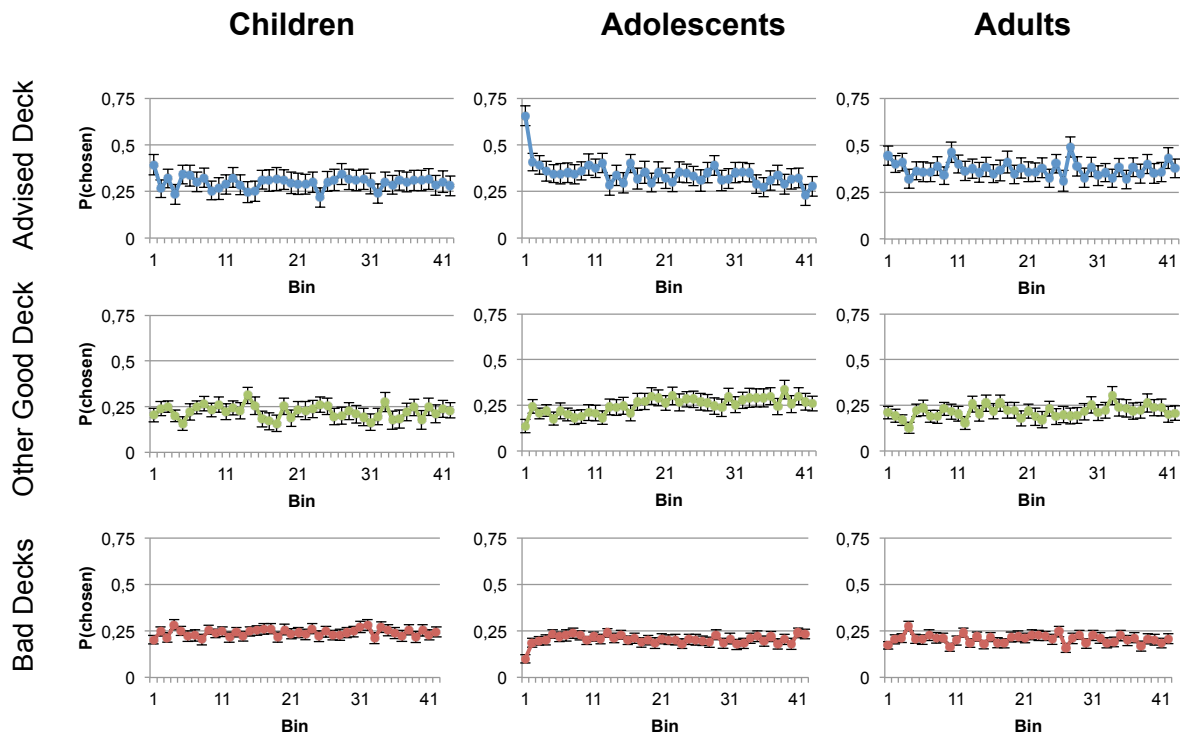 Children Adolescents Adults
Advised Deck
P(chosen)
0,75 0,75 0,75
0,5 0,5 0,5
0,25 0,25 0,25
0 0 0
1 11 21 31 41 1 11 21 31 41 1 11 21 31 41
Bin Bin Bin
Other Good Deck
P(chosen)
0,75 0,75 0,75
0,5 0,5 0,5
0,25 0,25 0,25
0 0 0
1 11 21 31 41 1 11 21 31 41 1 11 21 31 41
Bin Bin Bin
Bad Decks
P(chosen)
0,75 0,75 0,75
0,5 0,5 0,5
0,25 0,25 0,25
0 0 0
1 11 21 31 41 1 11 21 31 41 1 11 21 31 41
Bin Bin Bin